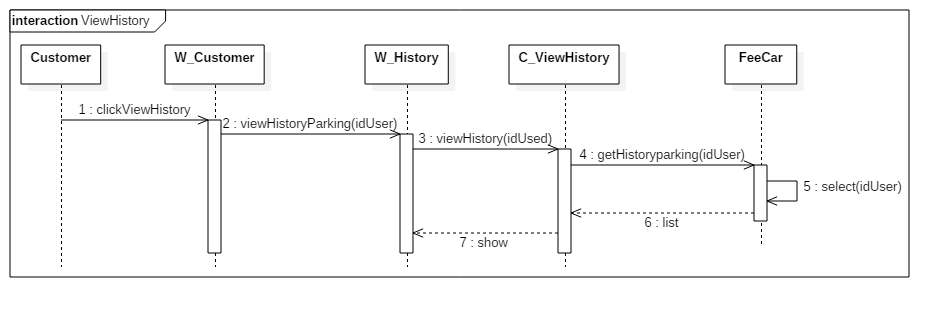 interaction ViewHistory
Customer
W_Customer
W_History
C_ViewHistory
FeeCar
1 : clickViewHistory
2 : viewHistoryParking(idUser)
3 : viewHistory(idUsed)
4 : getHistoryparking(idUser)
5 : select(idUser)
6 : list
7 : show